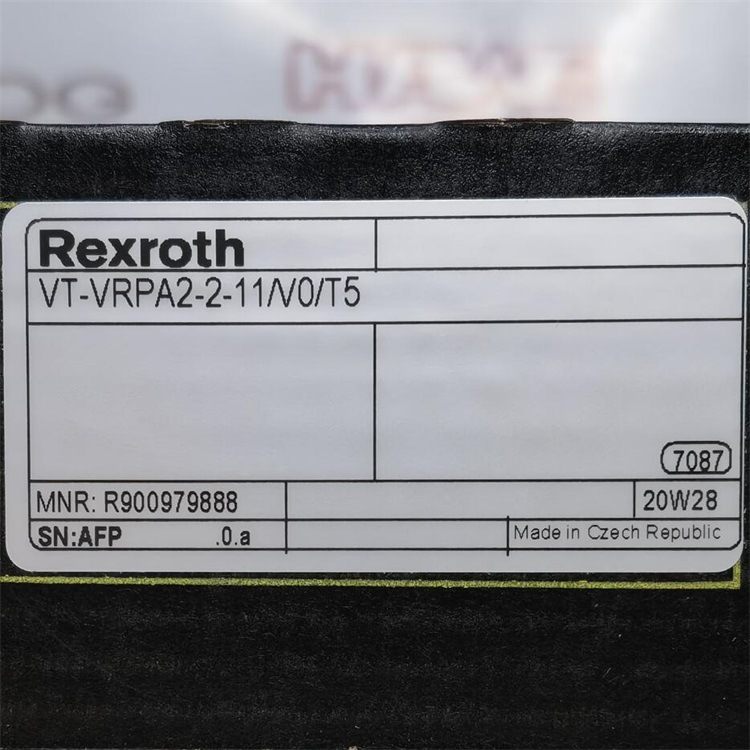 Rexroth
VT-VRPA2-2-11/V0/T5
7087
MNR: R900979888
20W28
SN:AFP .0.a
Made in Czech Republic